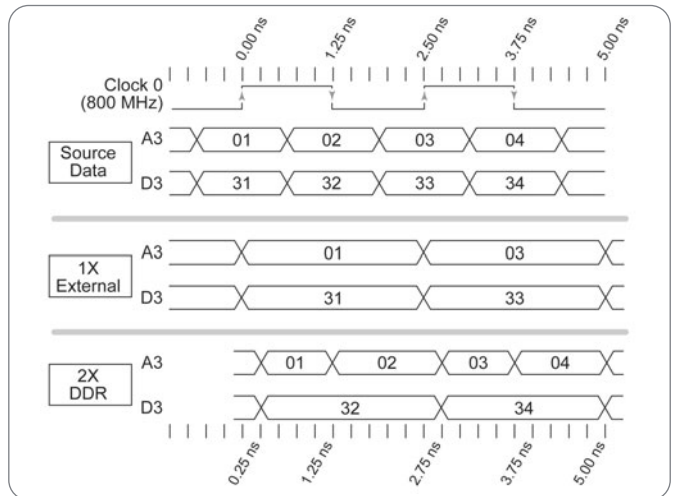 0.00 ns 1.25 ns 2.50 ns 3.75 ns 5.00 ns
Clock 0
(800 MHz)
Source
Data
A3 01 02 03 04
D3 31 32 33 34
1X
External
A3 01 03
D3 31 33
2X
DDR
A3 01 02 03 04
D3 32 34
0.25 ns 1.25 ns 2.75 ns 3.75 ns 5.00 ns